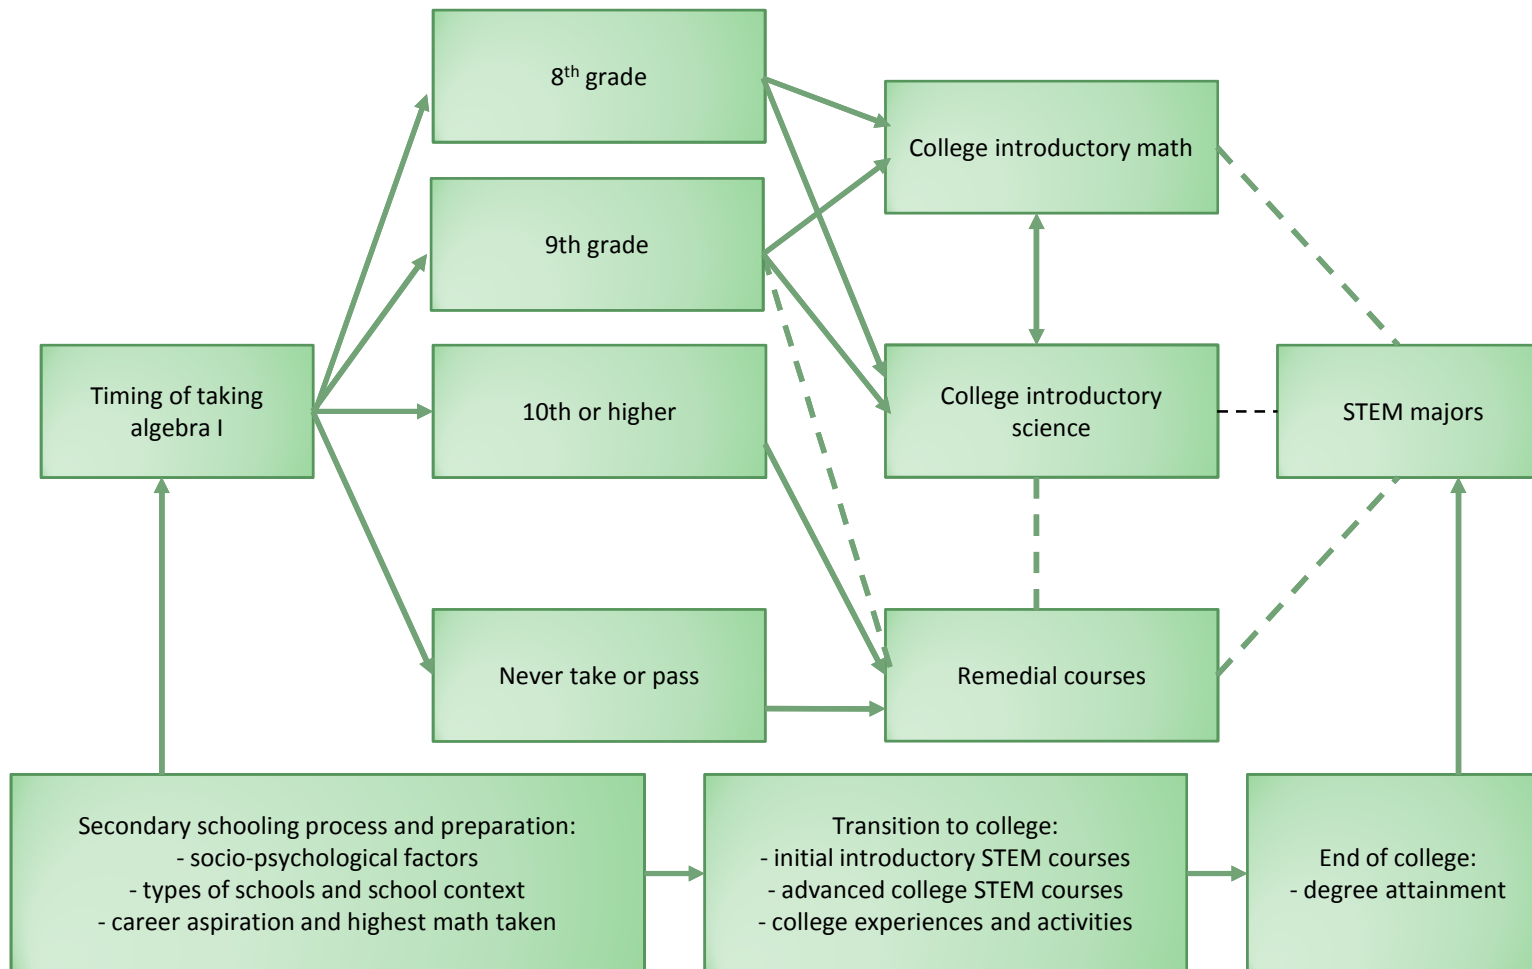 8th grade
College introductory math
9th grade
Timing of taking
algebra I
10th or higher
College introductory
science
STEM majors
Never take or pass
Remedial courses
Secondary schooling process and preparation:
- socio-psychological factors
- types of schools and school context
- career aspiration and highest math taken
Transition to college:
- initial introductory STEM courses
- advanced college STEM courses
- college experiences and activities
End of college:
- degree attainment